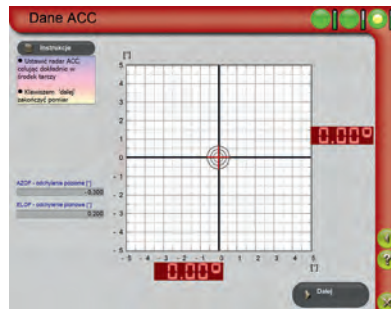 Dane ACC
Instrukcje
● Ustawić radar ACC
celując dokładnie w
środek tarczy
● Klawiszem 'dalej'
zakończyć pomiar
AZOF - odchylenie poziome [°]
-0.300
ELOF - odchylenie pionowe [°]
0.200
[°]
5
4
3
2
1
0
- 1
- 2
- 3
- 4
- 5
- 5 - 4 - 3 - 2 - 1 0 1 2 3 4 5
[°]
0.00°
0.00°
Dalej